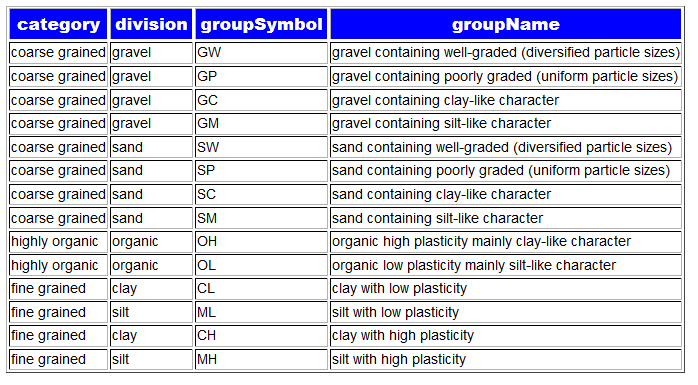 category division groupSymbol groupName
coarse grained gravel GW gravel containing well-graded (diversified particle sizes)
coarse grained gravel GP gravel containing poorly graded (uniform particle sizes)
coarse grained gravel GC gravel containing clay-like character
coarse grained gravel GM gravel containing silt-like character
coarse grained sand SW sand containing well-graded (diversified particle sizes)
coarse grained sand SP sand containing poorly graded (uniform particle sizes)
coarse grained sand SC sand containing clay-like character
coarse grained sand SM sand containing silt-like character
highly organic organic OH organic high plasticity mainly clay-like character
highly organic organic OL organic low plasticity mainly silt-like character
fine grained clay CL clay with low plasticity
fine grained silt ML silt with low plasticity
fine grained clay CH clay with high plasticity
fine grained silt MH silt with high plasticity